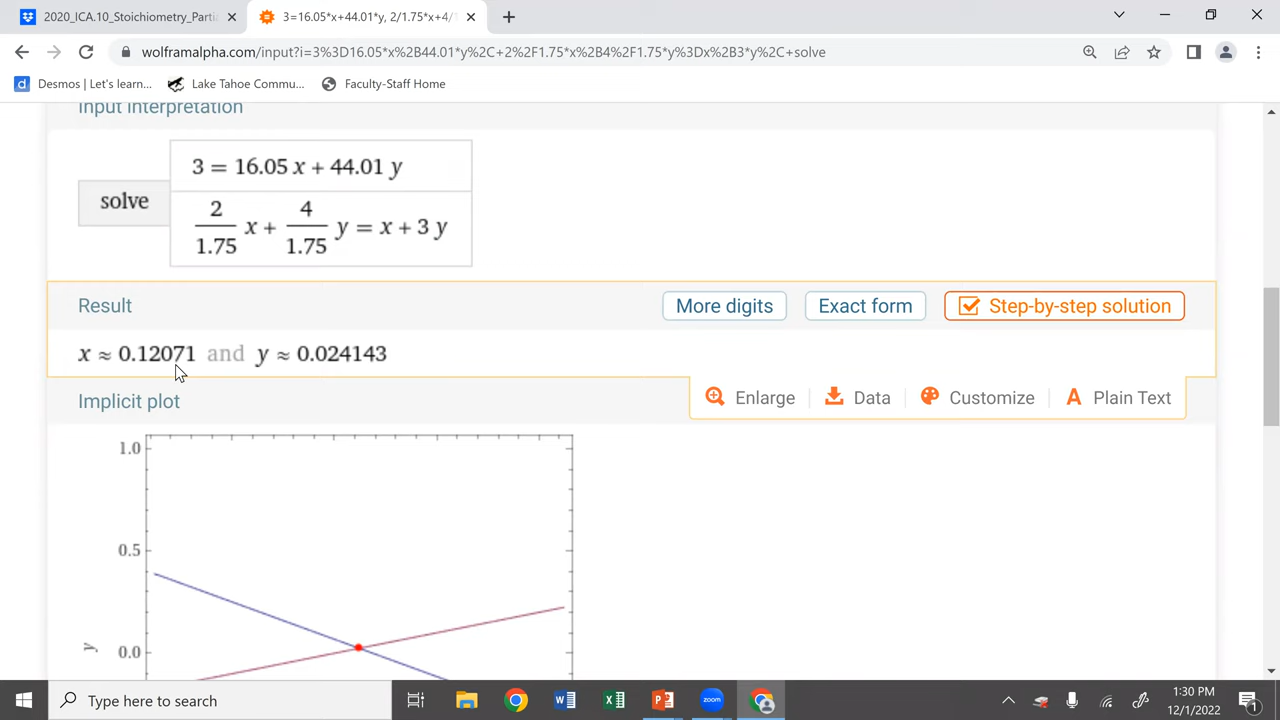 2020_ICA.10_Stoichiometry_Parti
3=16.05*x+44.01*y, 2/1.75*x+4/
wolframalpha.com/input?i=3%3D16.05*x%2B44.01*y%2C+2%2F1.75*x%2B4%2F1.75*y%3Dx%2B3*y%2C+solve
Desmos | Let's learn... Lake Tahoe Commu... Faculty-Staff Home
Input interpretation
solve
3 = 16.05 x + 44.01 y
2/1.75 x + 4/1.75 y = x + 3 y
Result More digits Exact form Step-by-step solution
x ≈ 0.12071 and y ≈ 0.024143
Implicit plot
Enlarge Data Customize A Plain Text
1.0
0.5
0.0
y
Type here to search
1:30 PM
12/1/2022
1